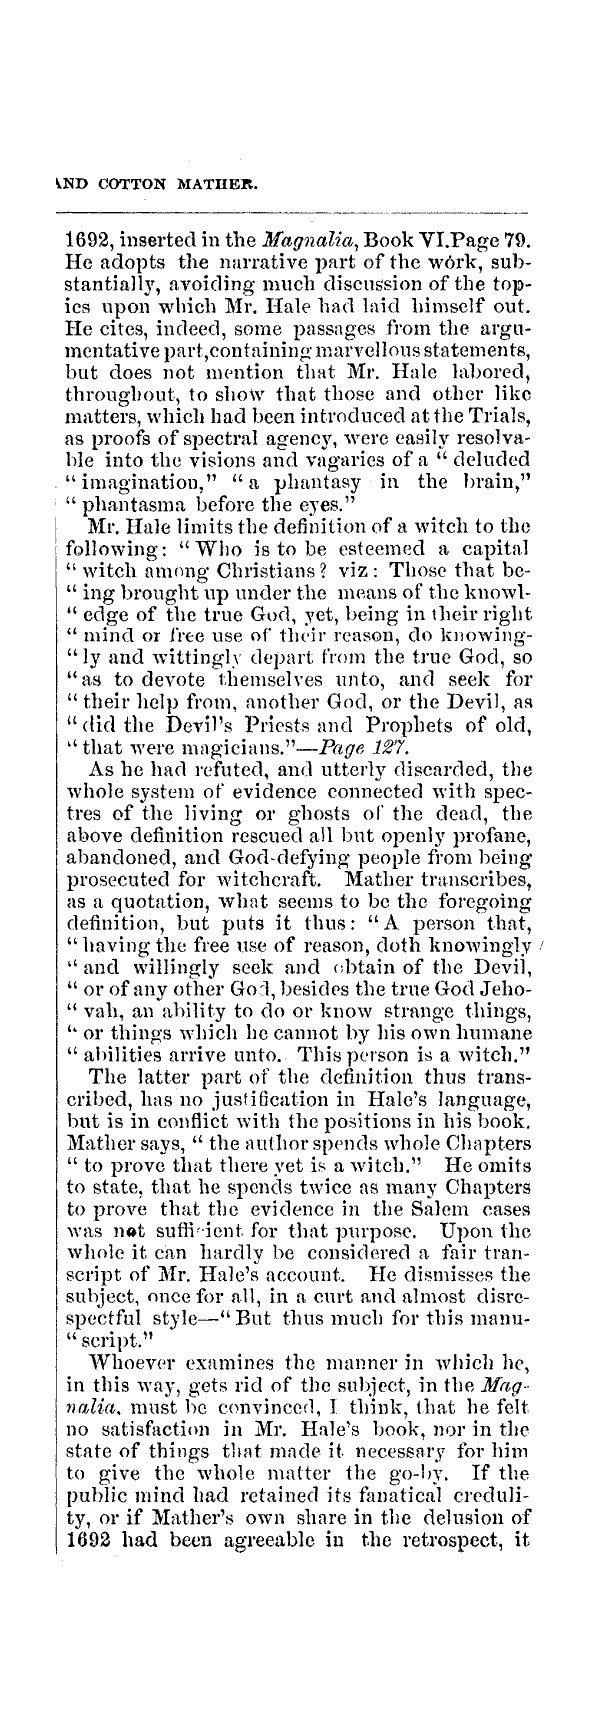 AND COTTON MATHER.
1692, inserted in the Magnalia, Book VI.Page 79.
He adopts the narrative part of the work, sub-
stantially, avoiding much discussion of the top-
ics upon which Mr. Hale had laid himself out.
He cites, indeed, some passages from the argu-
mentative part,containing marvellous statements,
but does not mention that Mr. Hale labored,
throughout, to show that those and other like
matters, which had been introduced at the Trials,
as proofs of spectral agency, were easily resolva-
ble into the visions and vagaries of a “ deluded
“ imagination,” “ a phantasy in the brain,”
“ phantasma before the eyes.”
Mr. Hale limits the definition of a witch to the
following: “ Who is to be esteemed a capital
“ witch among Christians? viz: Those that be-
“ ing brought up under the means of the knowl-
“ edge of the true God, yet, being in their right
“ mind or free use of their reason, do knowing-
“ ly and wittingly depart from the true God, so
“ as to devote themselves unto, and seek for
“ their help from, another God, or the Devil, as
“ did the Devil's Priests and Prophets of old,
“ that were magicians.”—Page 127.
As he had refuted, and utterly discarded, the
whole system of evidence connected with spec-
tres of the living or ghosts of the dead, the
above definition rescued all but openly profane,
abandoned, and God-defying people from being
prosecuted for witchcraft. Mather transcribes,
as a quotation, what seems to be the foregoing
definition, but puts it thus: “ A person that,
“ having the free use of reason, doth knowingly
“ and willingly seek and obtain of the Devil,
“ or of any other God, besides the true God Jeho-
“ vah, an ability to do or know strange things,
“ or things which he cannot by his own humane
“ abilities arrive unto. This person is a witch.”
The latter part of the definition thus trans-
cribed, has no justification in Hale's language,
but is in conflict with the positions in his book.
Mather says, “ the author spends whole Chapters
“ to prove that there yet is a witch.” He omits
to state, that he spends twice as many Chapters
to prove that the evidence in the Salem cases
was not sufficient for that purpose. Upon the
whole it can hardly be considered a fair tran-
script of Mr. Hale's account. He dismisses the
subject, once for all, in a curt and almost disre-
spectful style—“ But thus much for this manu-
“ script.”
Whoever examines the manner in which he,
in this way, gets rid of the subject, in the Mag-
nalia, must be convinced, I think, that he felt
no satisfaction in Mr. Hale's book, nor in the
state of things that made it necessary for him
to give the whole matter the go-by. If the
public mind had retained its fanatical creduli-
ty, or if Mather's own share in the delusion of
1692 had been agreeable in the retrospect, it